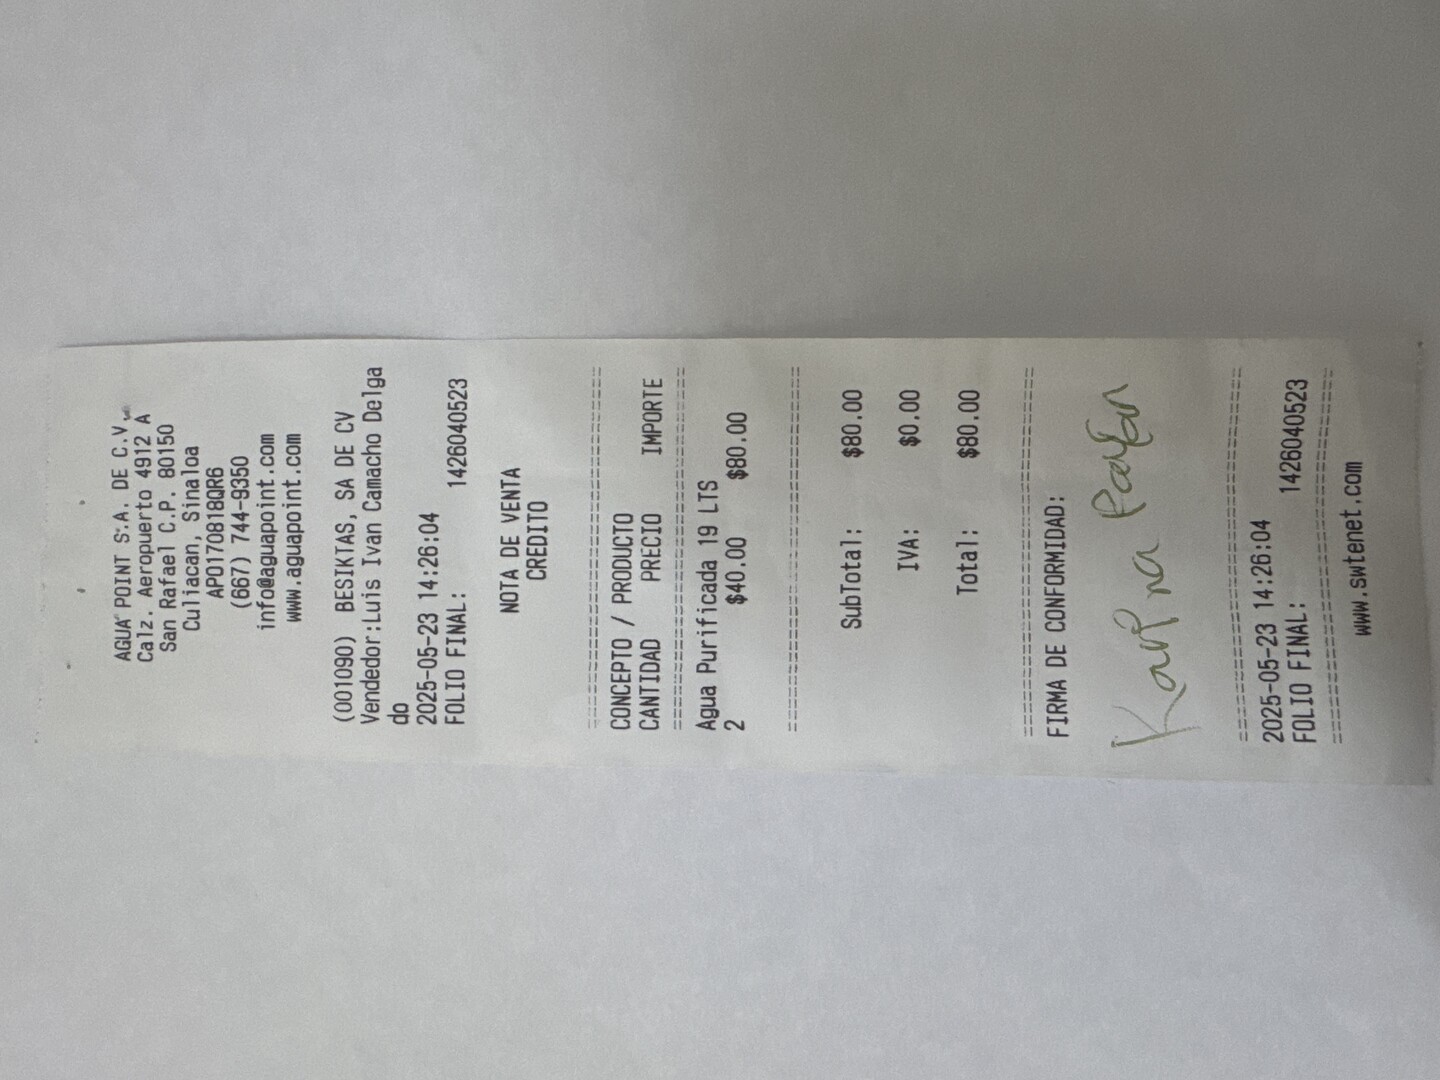 AGUA POINT S.A. DE C.V.
Calz. Aeropuerto 4912 A
San Rafael C.P. 80150
Culiacan, Sinaloa
APO170818QR6
(667) 744-9350
info@aguapoint.com
www.aguapoint.com
(001090) BESIKTAS, SA DE CV
Vendedor:Luis Ivan Camacho Delga
do
2025-05-23 14:26:04
FOLIO FINAL: 1426040523
NOTA DE VENTA
CREDITO
================================
CONCEPTO / PRODUCTO
CANTIDAD PRECIO IMPORTE
================================
Agua Purificada 19 LTS
2 $40.00 $80.00
================================
SubTotal: $80.00
IVA: $0.00
Total: $80.00
================================
FIRMA DE CONFORMIDAD:
Karina
================================
2025-05-23 14:26:04
FOLIO FINAL: 1426040523
================================
www.swtenet.com